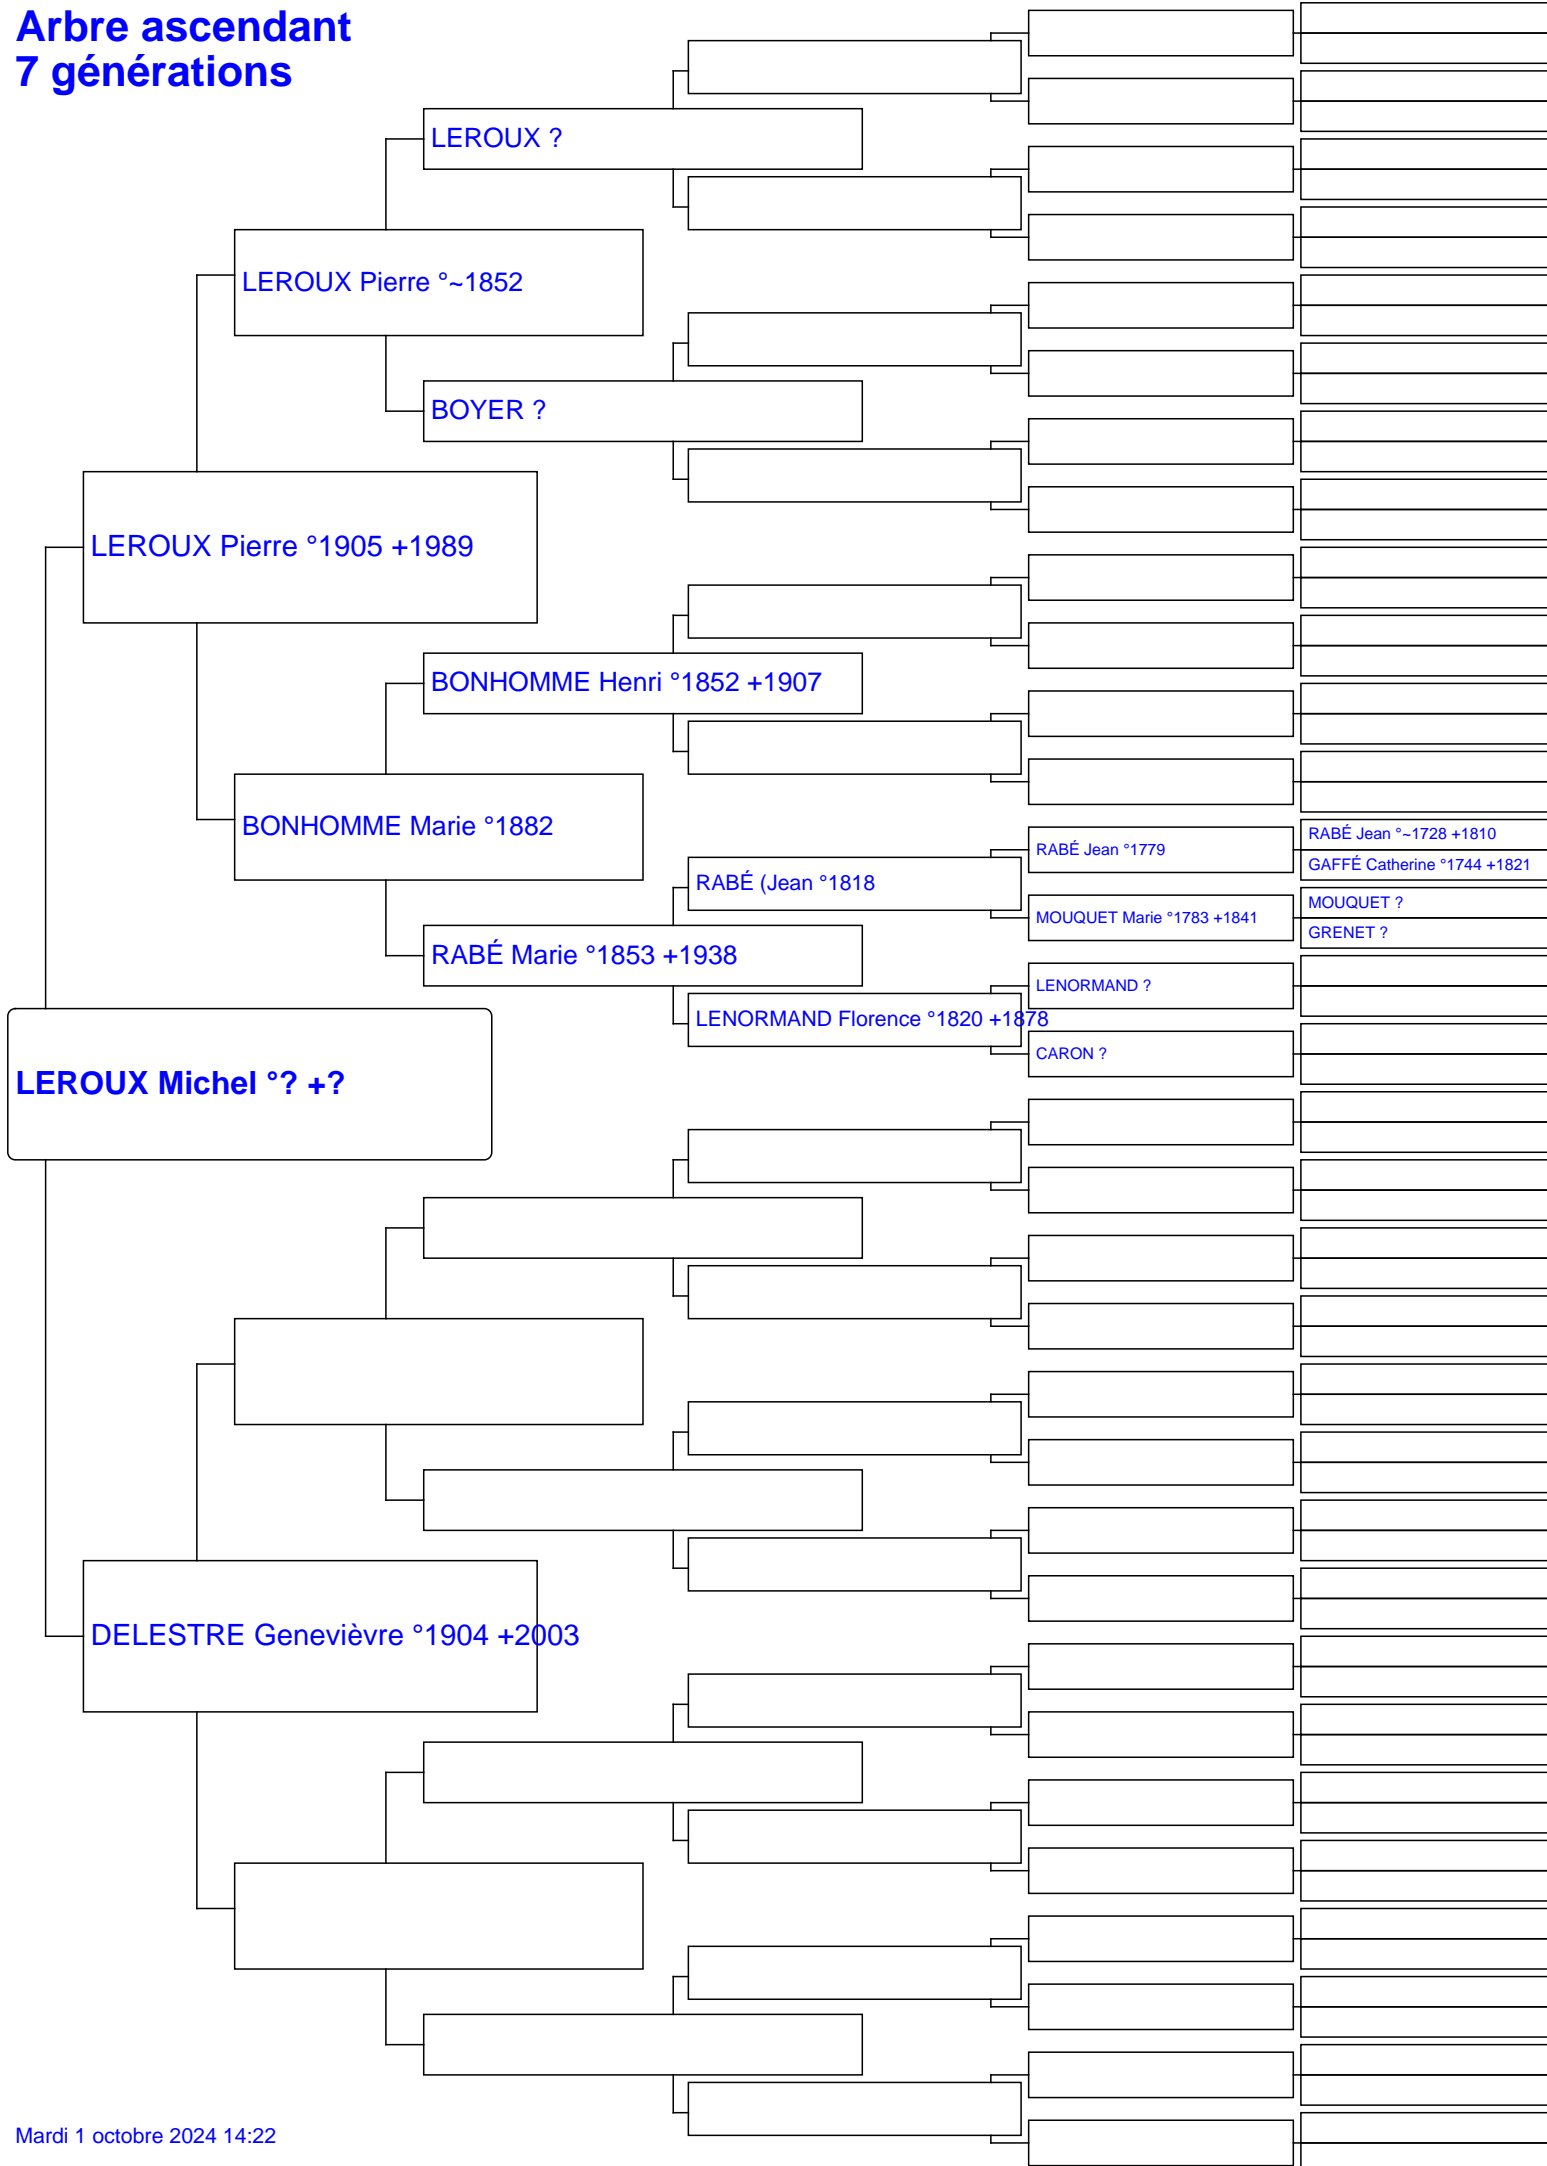 Arbre ascendant
7 générations
LEROUX ?
LEROUX Pierre °~1852
BOYER ?
LEROUX Pierre °1905 +1989
BONHOMME Henri °1852 +1907
BONHOMME Marie °1882
RABÉ Jean °~1728 +1810
RABÉ Jean °1779
GAFFÉ Catherine °1744 +1821
RABÉ (Jean °1818
MOUQUET ?
MOUQUET Marie °1783 +1841
GRENET ?
RABÉ Marie °1853 +1938
LENORMAND ?
LENORMAND Florence °1820 +1878
CARON ?
LEROUX Michel °? +?
DELESTRE Genevièvre °1904 +2003
Mardi 1 octobre 2024 14:22